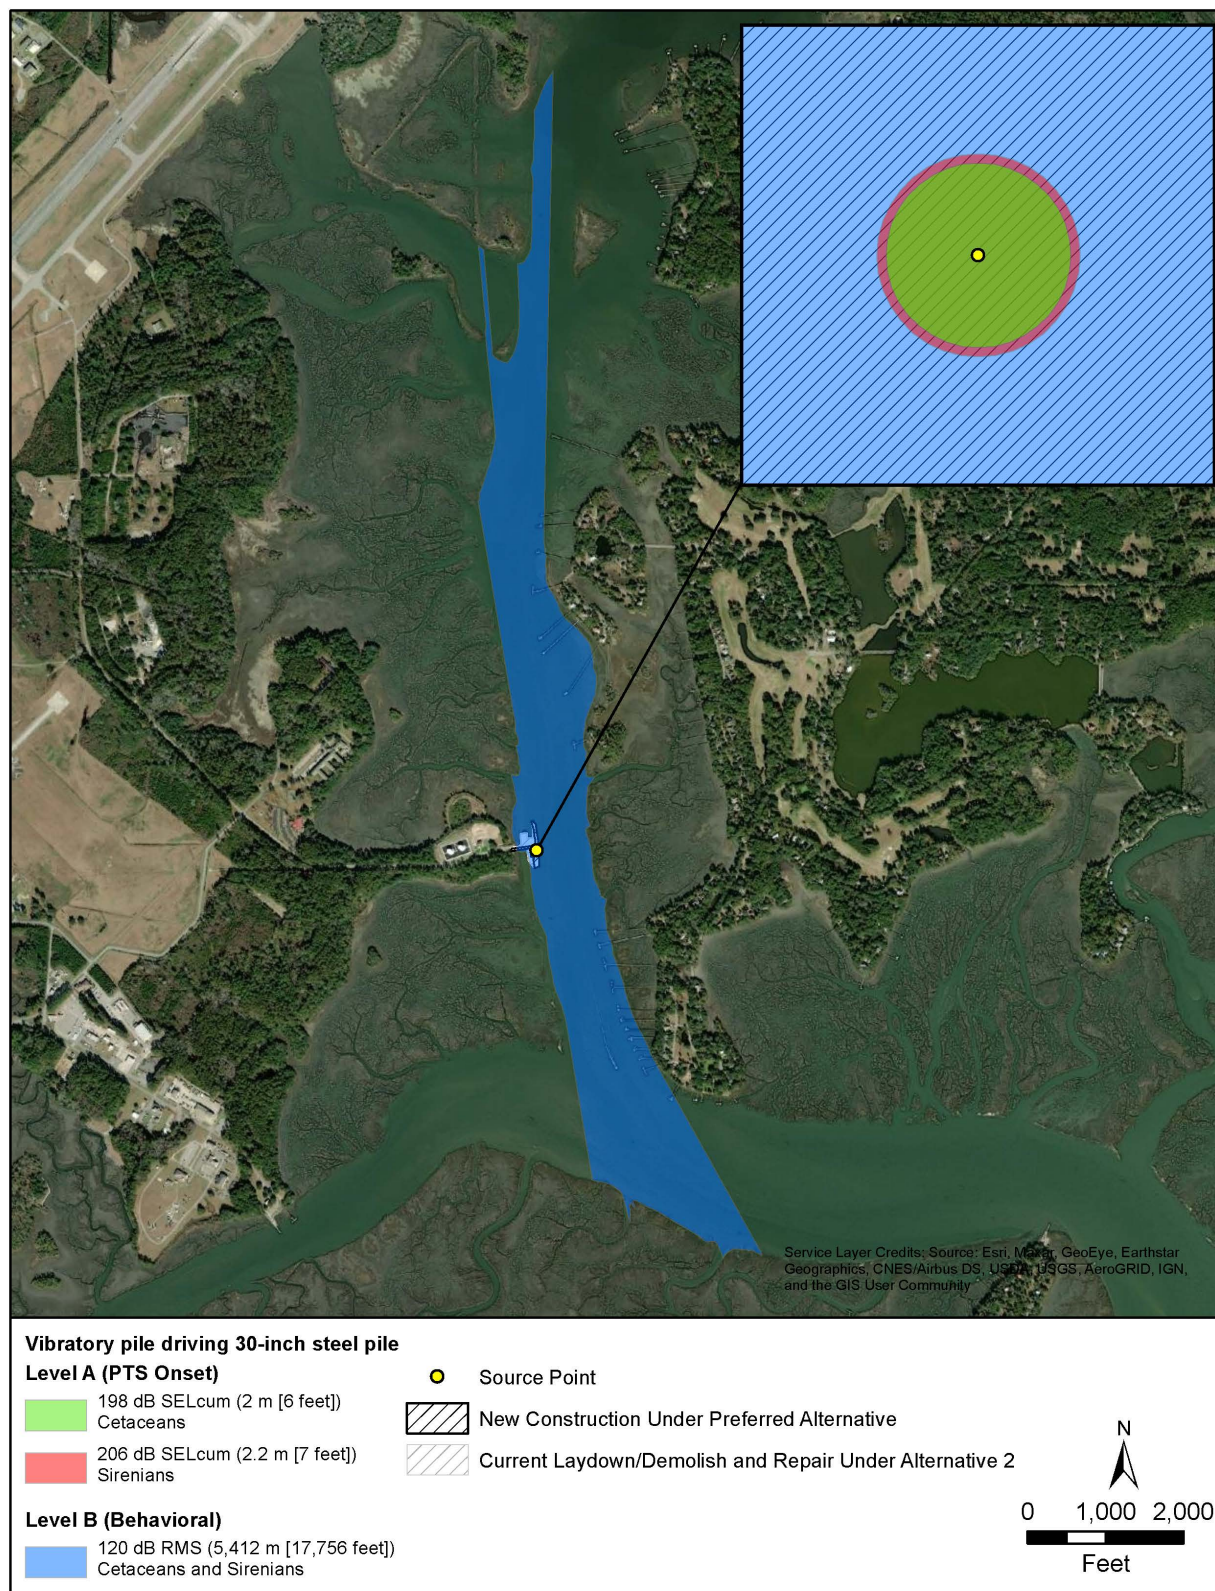 Service Layer Credits: Source: Esri, Maxar, GeoEye, Earthstar
Geographics, CNES/Airbus DS, USDA, USGS, AeroGRID, IGN,
and the GIS User Community
Vibratory pile driving 30-inch steel pile
Level A (PTS Onset)
198 dB SELcum (2 m [6 feet])
Cetaceans
206 dB SELcum (2.2 m [7 feet])
Sirenians
Level B (Behavioral)
120 dB RMS (5,412 m [17,756 feet])
Cetaceans and Sirenians
Source Point
New Construction Under Preferred Alternative
Current Laydown/Demolish and Repair Under Alternative 2
N
0 1,000 2,000
Feet